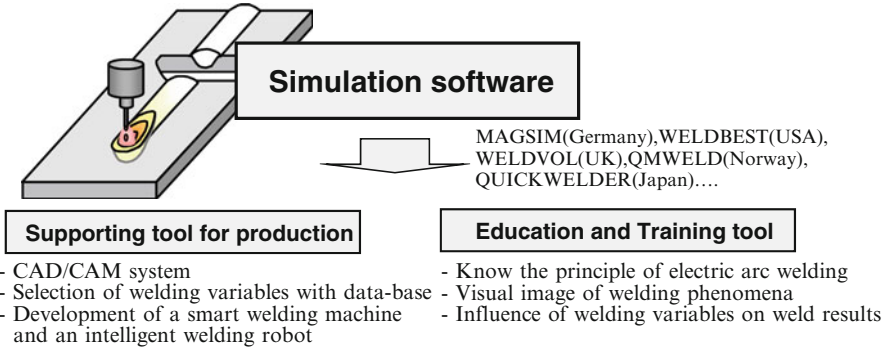 Simulation software
MAGSIM(Germany),WELDBEST(USA),
WELDVOL(UK),QMWELD(Norway),
QUICKWELDER(Japan)....
Supporting tool for production
- CAD/CAM system
- Selection of welding variables with data-base
- Development of a smart welding machine
and an intelligent welding robot
Education and Training tool
- Know the principle of electric arc welding
- Visual image of welding phenomena
- Influence of welding variables on weld results